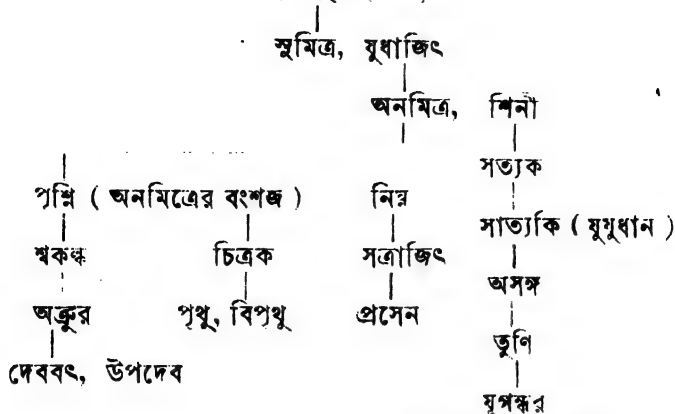 সুমিত্র, যুধাজিৎ
অনমিত্র, শিনী
সত্যক
পৃশ্নি ( অনমিত্রের বংশজ ) নিম্ন
সাত্যকি ( যুযুধান )
শ্বফল্ক চিত্রক সত্রাজিৎ
অসঙ্গ
অক্রুর পৃথু, বিপৃথু প্রসেন
তুণি
দেববৎ, উপদেব
যুগন্ধর